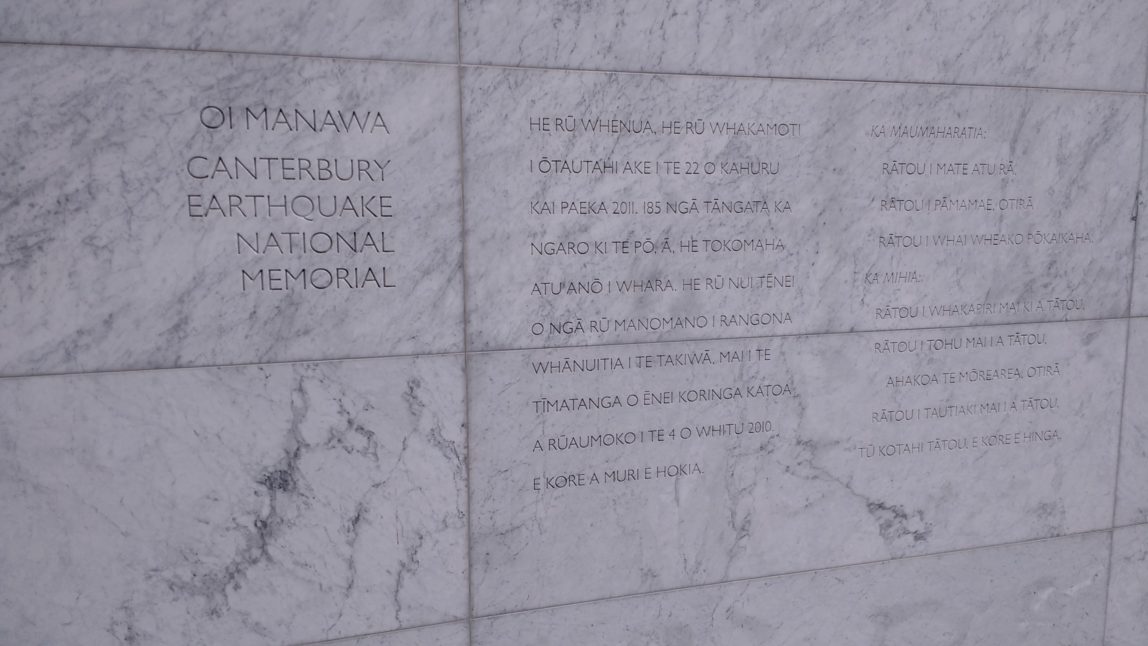 OI MANAWA
CANTERBURY
EARTHQUAKE
NATIONAL
MEMORIAL
HE RŪ WHENUA, HE RŪ WHAKAMOTI
I ŌTAUTAHI AKE I TE 22 O KAHURU
KAI PAEKA 2011. 185 NGĀ TĀNGATA KA
NGARO KI TE PŌ, Ā, HE TOKOMAHA
ATU ANŌ I WHARA. HE RŪ NUI TĒNEI
O NGĀ RŪ MANOMANO I RANGONA
WHĀNUITIA I TE TAKIWĀ, MAI I TE
TĪMATANGA O ĒNEI KORINGA KATOA
A RŪAUMOKO I TE 4 O WHITU 2010.
E KORE A MURI E HOKIA.
KA MAUMAHARATIA:
RĀTOU I MATE ATU RĀ,
RĀTOU I PĀMAMAE, OTIRĀ
RĀTOU I WHAI WHEAKO PŌKAIKAHA.
KA MIHIA:
RĀTOU I WHAKAPIRI MAI KI A TĀTOU,
RĀTOU I TOHU MAI I A TĀTOU,
AHAKOA TE MŌREAREA, OTIRĀ
RĀTOU I TAUTIAKI MAI I A TĀTOU.
TŪ KOTAHI TĀTOU, E KORE E HINGA.